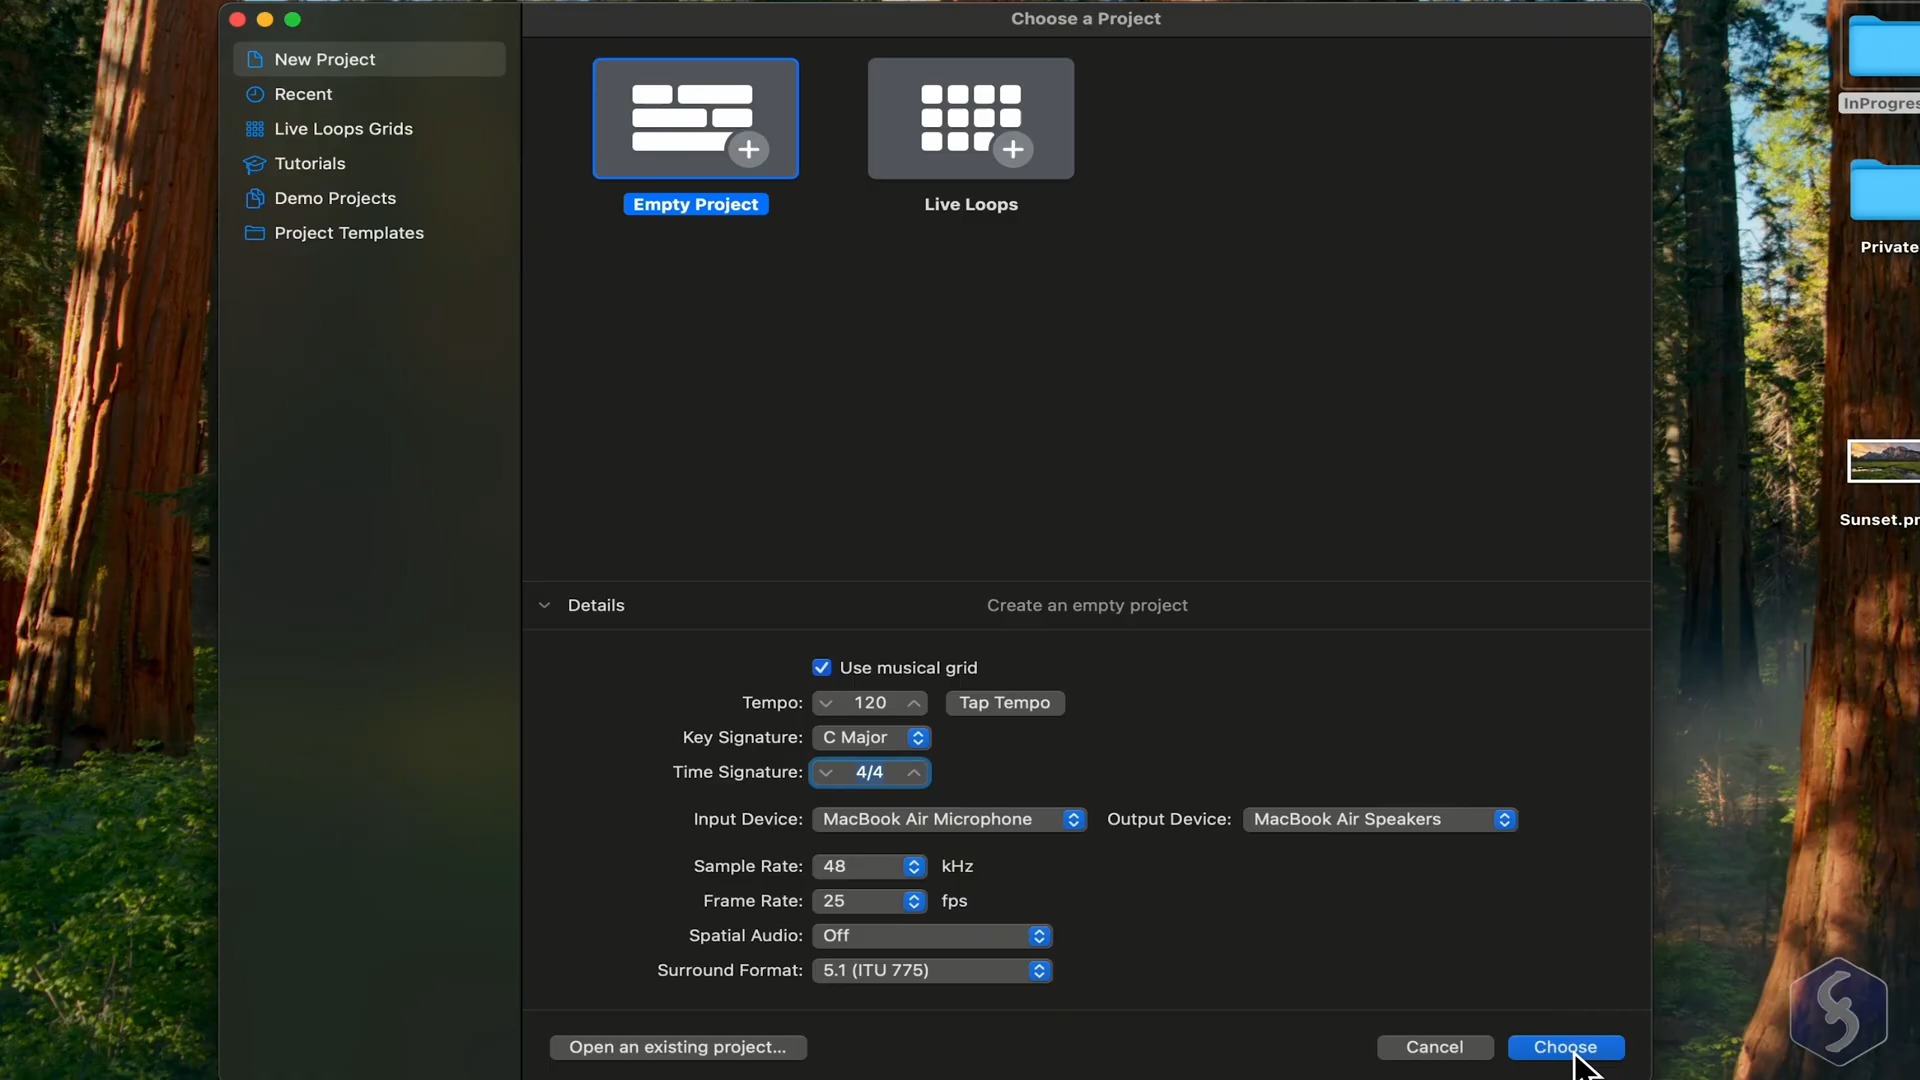 Choose a Project
New Project
Recent
Live Loops Grids
Tutorials
Demo Projects
Project Templates
Empty Project
Live Loops
Details
Create an empty project
Use musical grid
Tempo: 120 Tap Tempo
Key Signature: C Major
Time Signature: 4/4
Input Device: MacBook Air Microphone Output Device: MacBook Air Speakers
Sample Rate: 48 kHz
Frame Rate: 25 fps
Spatial Audio: Off
Surround Format: 5.1 (ITU 775)
Open an existing project...
Cancel
Choose
InProgres
Private
Sunset.pr